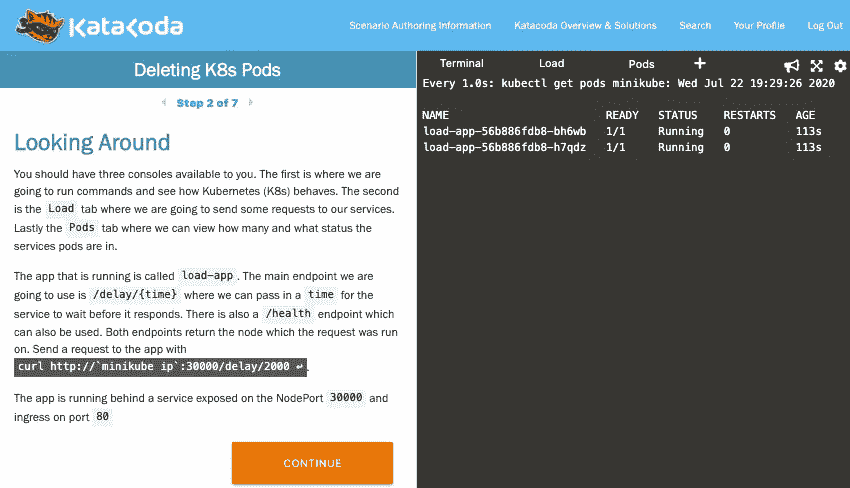 KataKoda
Scenario Authoring Information Katacoda Overview & Solutions Search Your Profile Log Out
Deleting K8s Pods
Step 2 of 7
Looking Around
You should have three consoles available to you. The first is where we are
going to run commands and see how Kubernetes (K8s) behaves. The second
is the Load tab where we are going to send some requests to our services.
Lastly the Pods tab where we can view how many and what status the
services pods are in.
The app that is running is called load-app. The main endpoint we are
going to use is /delay/{time} where we can pass in a time for the
service to wait before it responds. There is also a /health endpoint which
can also be used. Both endpoints return the node which the request was run
on. Send a request to the app with
curl http://`minikube ip`:30000/delay/2000 ↵.
The app is running behind a service exposed on the NodePort 30000 and
ingress on port 80
CONTINUE
Terminal Load Pods +
Every 1.0s: kubectl get pods minikube: Wed Jul 22 19:29:26 2020
NAME READY STATUS RESTARTS AGE
load-app-56b886fdb8-bh6wb 1/1 Running 0 113s
load-app-56b886fdb8-h7qdz 1/1 Running 0 113s